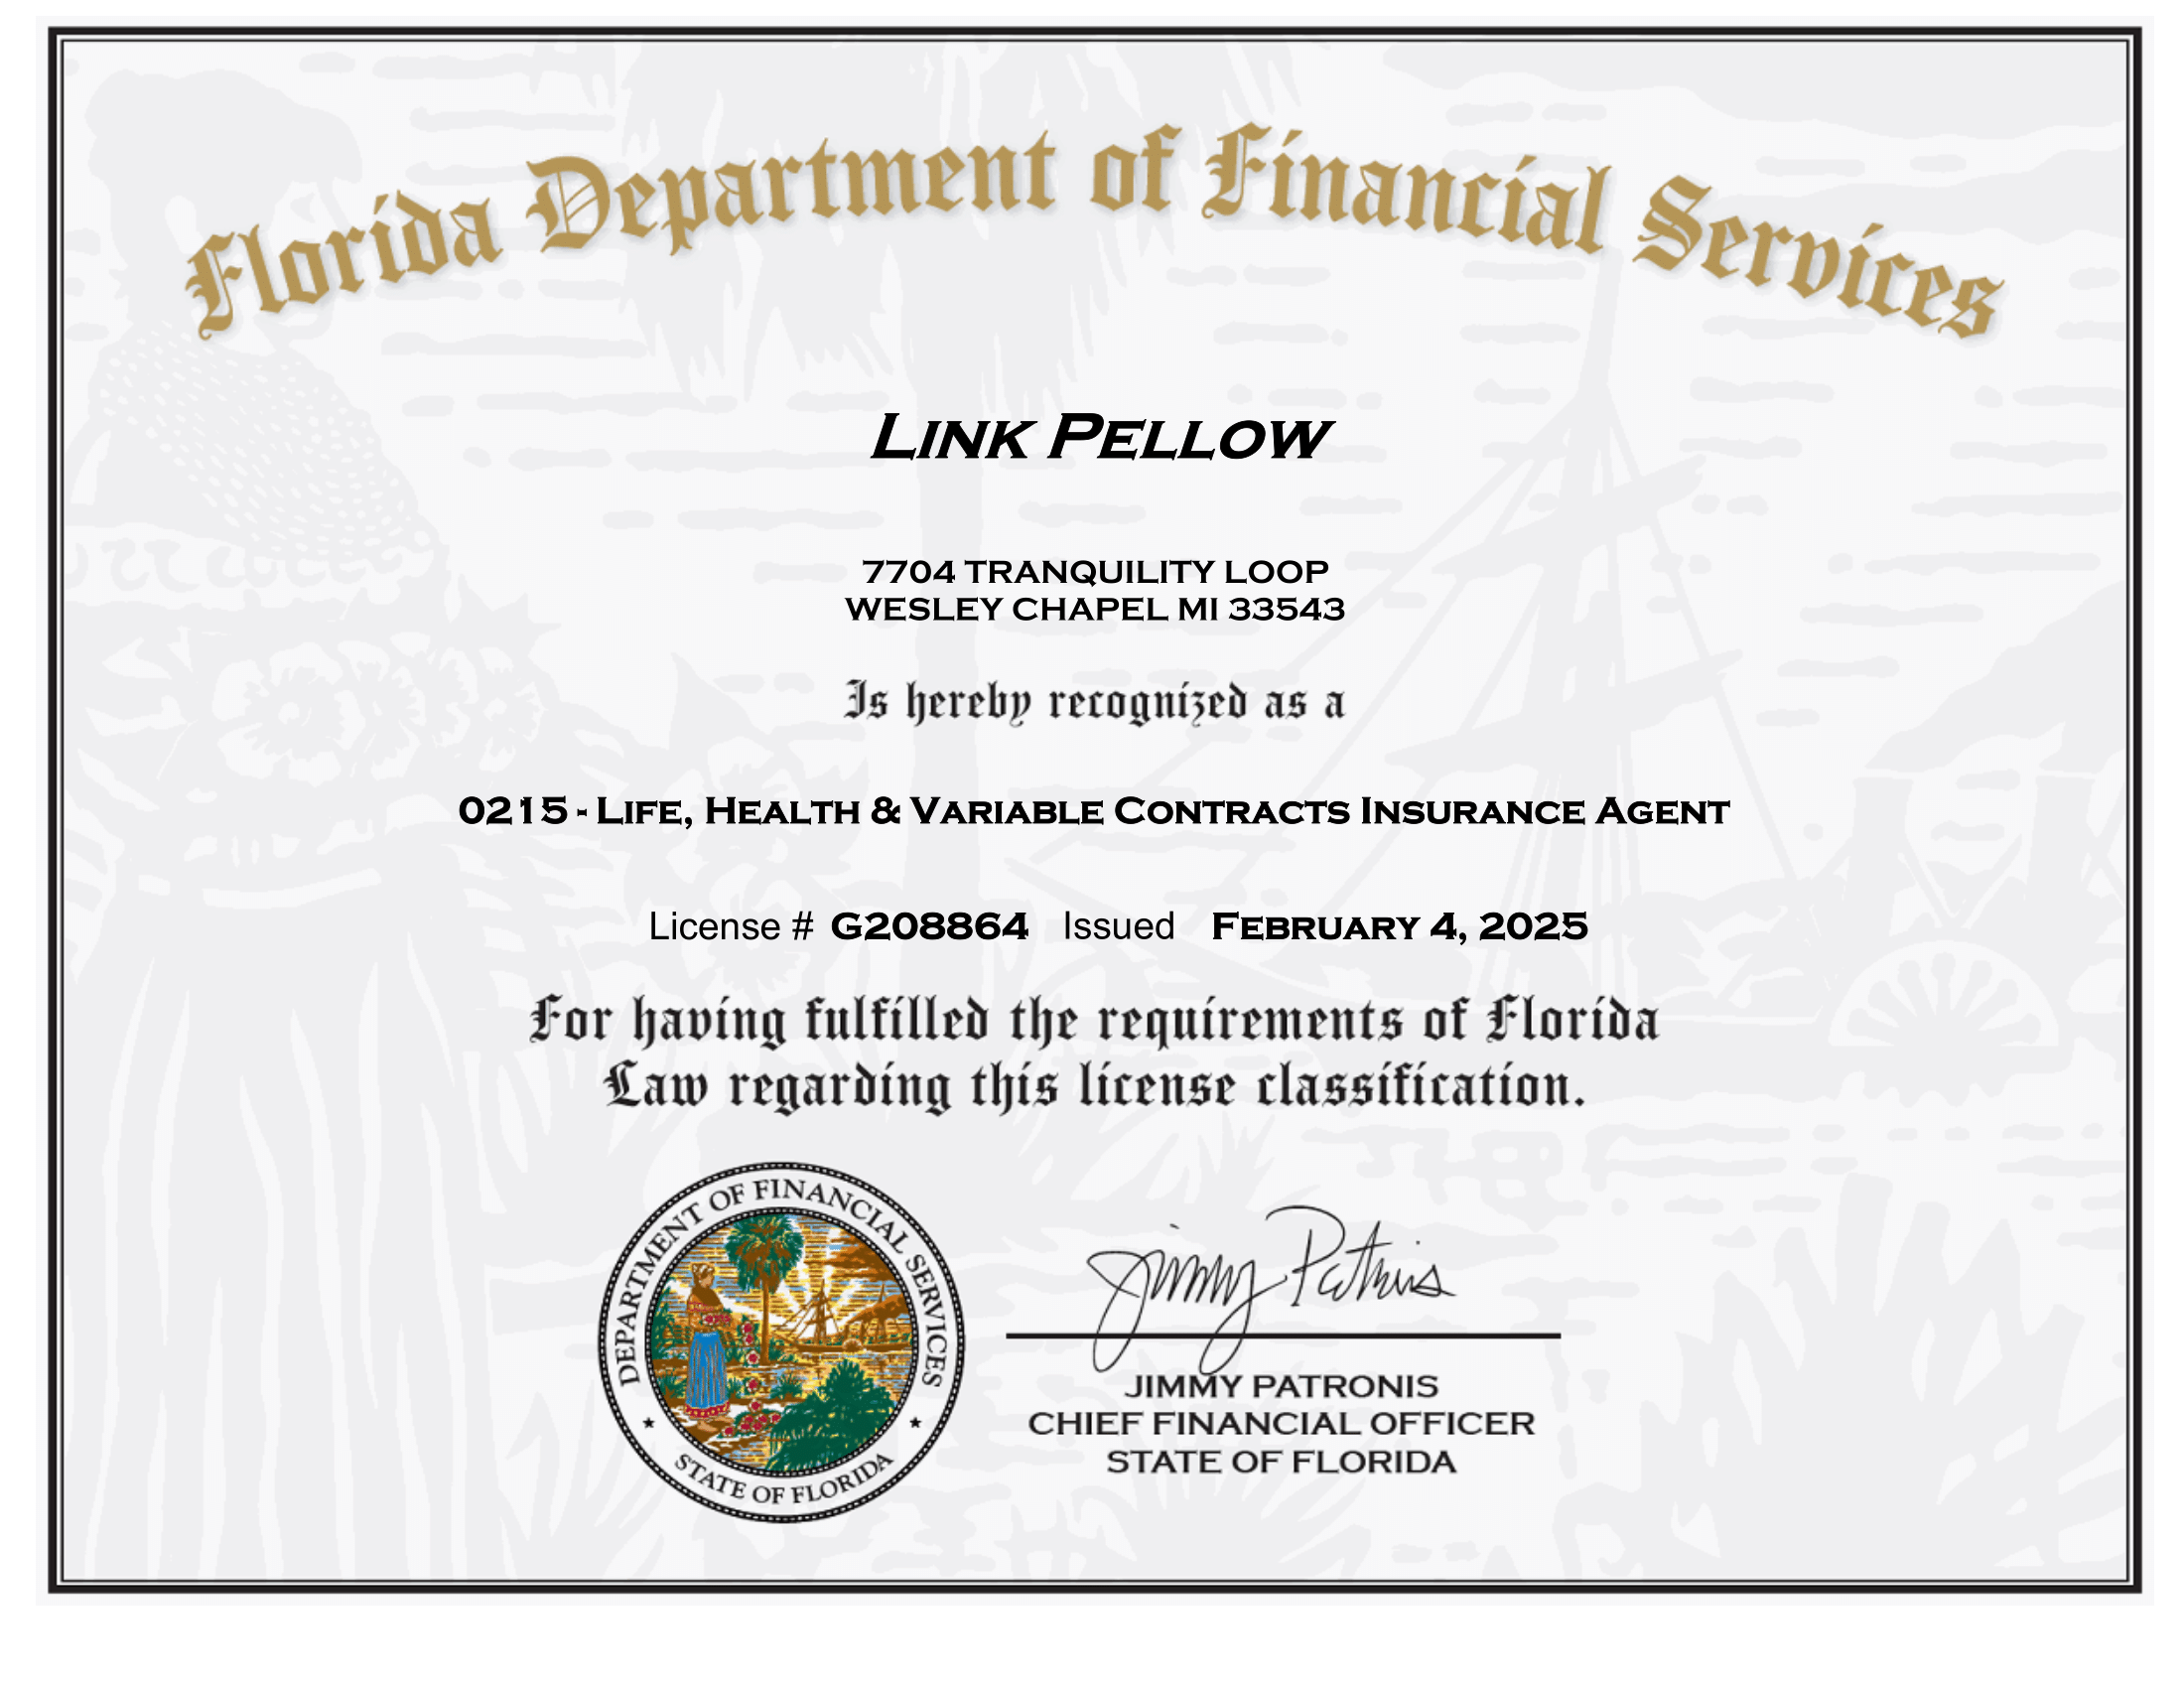 Florida Department of Financial Services
LINK PELLOW
7704 TRANQUILITY LOOP
WESLEY CHAPEL MI 33543
Is hereby recognized as a
0215 - LIFE, HEALTH & VARIABLE CONTRACTS INSURANCE AGENT
License # G208864 Issued FEBRUARY 4, 2025
For having fulfilled the requirements of Florida
Law regarding this license classification.
DEPARTMENT OF FINANCIAL SERVICES
STATE OF FLORIDA
Jimmy Patronis
JIMMY PATRONIS
CHIEF FINANCIAL OFFICER
STATE OF FLORIDA